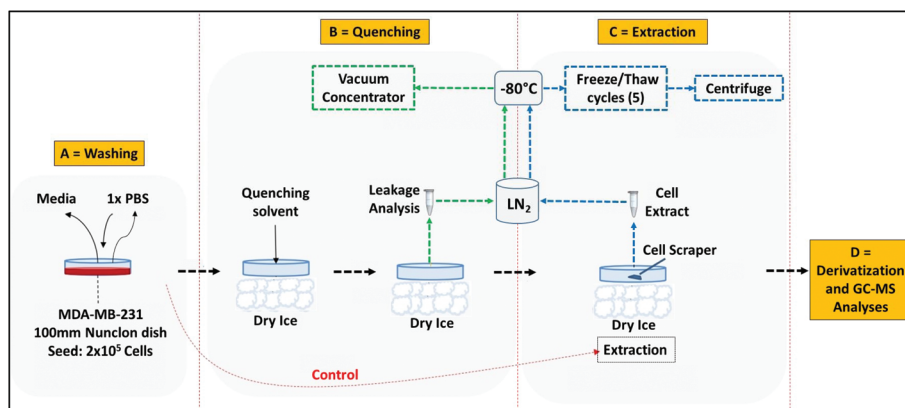 B = Quenching
C = Extraction
Vacuum
Concentrator
-80°C
Freeze/Thaw
cycles (5)
Centrifuge
A = Washing
Media
1x PBS
Quenching
solvent
Leakage
Analysis
LN₂
Cell
Extract
Cell Scraper
MDA-MB-231
100mm Nunclon dish
Seed: 2x10⁵ Cells
Dry Ice
Dry Ice
Dry Ice
Extraction
Control
D =
Derivatization
and GC-MS
Analyses